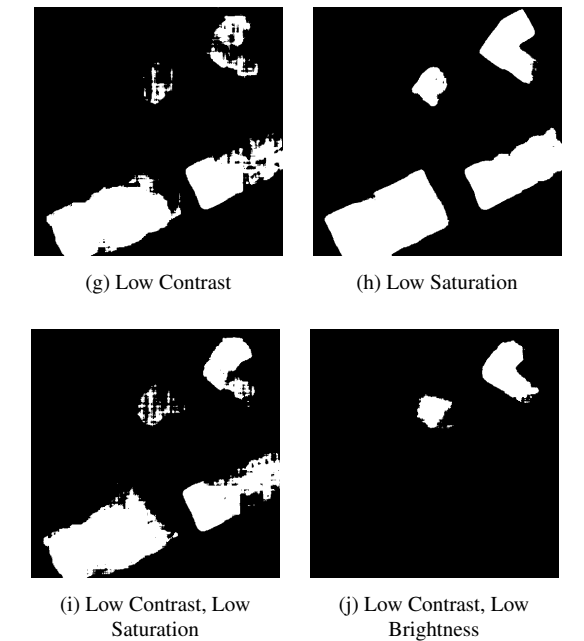 (g) Low Contrast
(h) Low Saturation
(i) Low Contrast, Low
Saturation
(j) Low Contrast, Low
Brightness